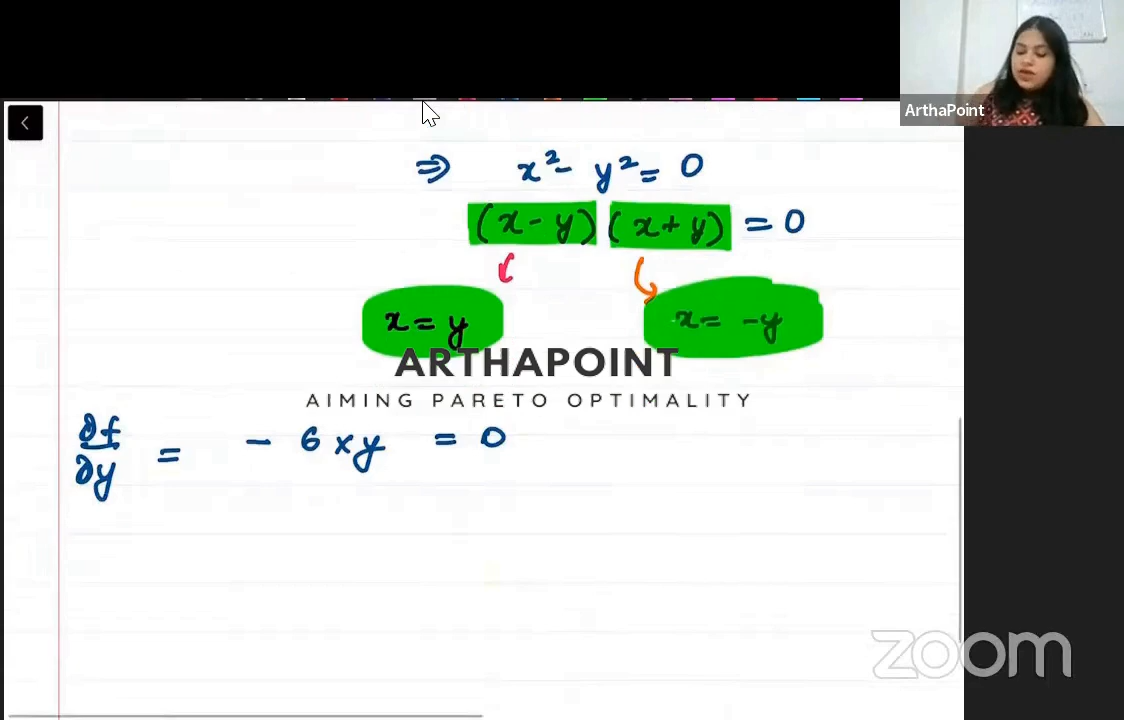 ArthaPoint
⇒ x² - y² = 0
(x - y) (x + y) = 0
x = y x = -y
ARTHAPOINT
AIMING PARETO OPTIMALITY
∂f/∂y = - 6xy = 0
zoom